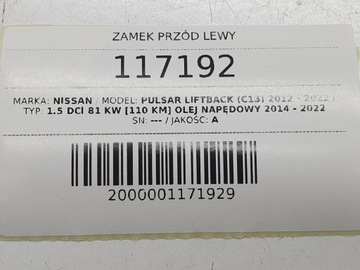 ZAMEK PRZÓD LEWY
117192
MARKA: NISSAN / MODEL: PULSAR LIFTBACK (C13) 2012 - 2022 /
TYP: 1.5 DCI 81 KW [110 KM] OLEJ NAPĘDOWY 2014 - 2022
SN: --- / JAKOŚĆ: A
2000001171929